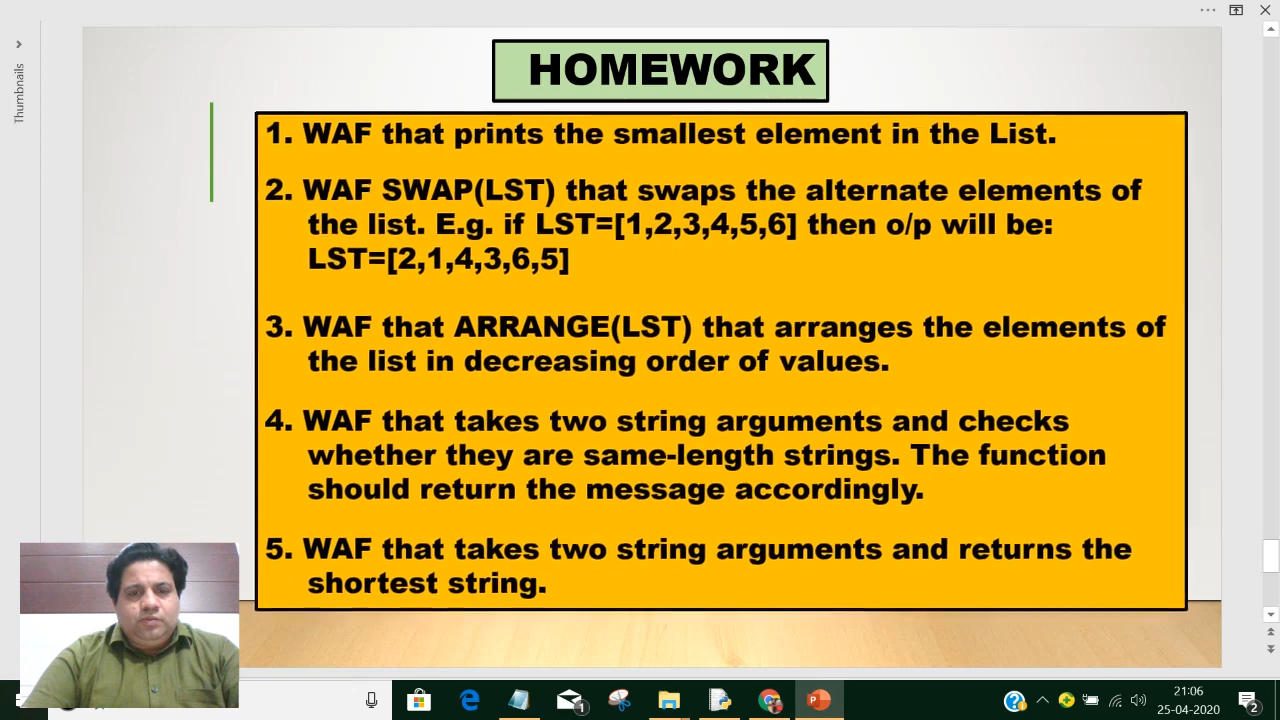 Thumbnails
HOMEWORK
1. WAF that prints the smallest element in the List.
2. WAF SWAP(LST) that swaps the alternate elements of
the list. E.g. if LST=[1,2,3,4,5,6] then o/p will be:
LST=[2,1,4,3,6,5]
3. WAF that ARRANGE(LST) that arranges the elements of
the list in decreasing order of values.
4. WAF that takes two string arguments and checks
whether they are same-length strings. The function
should return the message accordingly.
5. WAF that takes two string arguments and returns the
shortest string.
1
21:06
25-04-2020
2